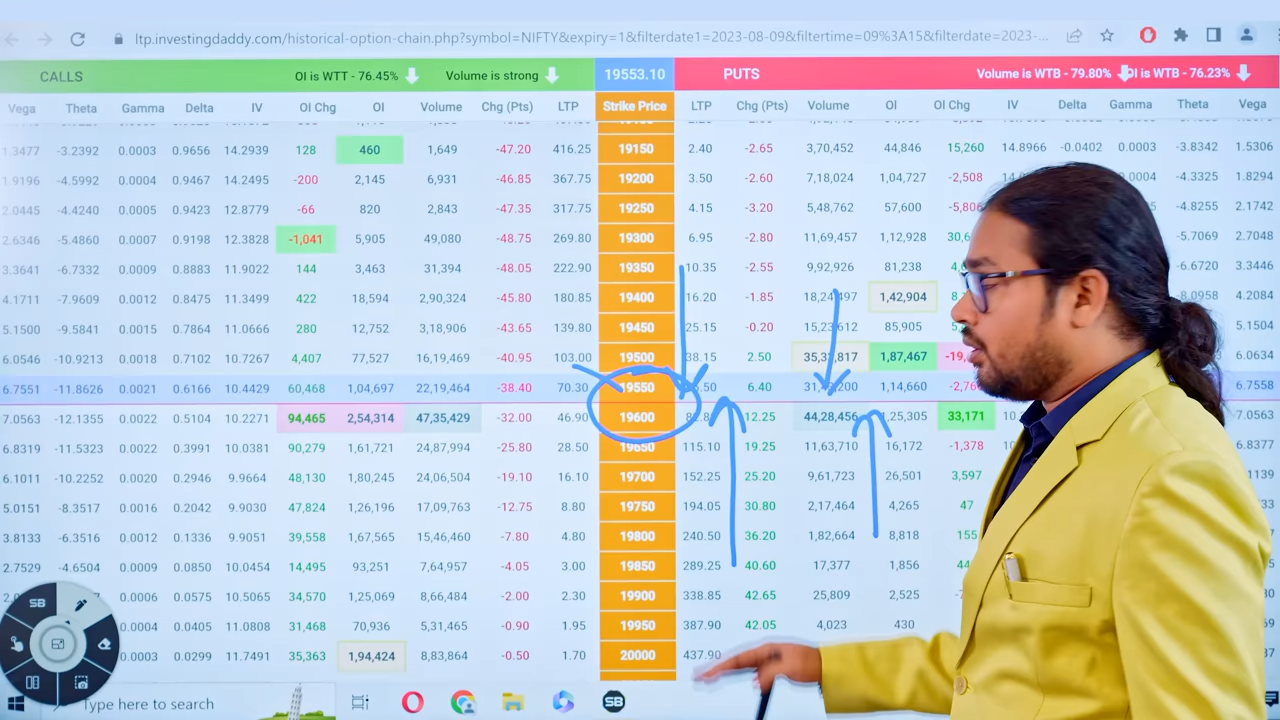 ltp.investingdaddy.com/historical-option-chain.php?symbol=NIFTY&expiry=1&filterdate1=2023-08-09&filtertime=09%3A15&filterdate=2023-...
CALLS OI is WTT - 76.45% Volume is strong 19553.10 PUTS Volume is WTB - 79.80% OI is WTB - 76.23%
Vega Theta Gamma Delta IV OI Chg OI Volume Chg (Pts) LTP Strike Price LTP Chg (Pts) Volume OI OI Chg IV Delta Gamma Theta Vega
1.3477 -3.2392 0.0003 0.9656 14.2939 128 460 1,649 -47.20 416.25 19150 2.40 -2.65 3,70,452 44,846 15,260 14.8966 -0.0402 0.0003 -3.8342 1.5306
1.9196 -4.5992 0.0004 0.9467 14.2495 -200 2,145 6,931 -46.85 367.75 19200 3.50 -2.60 7,18,024 1,04,727 -2,508 -4.3325 1.8294
2.0445 -4.4240 0.0005 0.9423 12.8779 -66 820 2,843 -47.35 317.75 19250 4.15 -3.20 5,48,762 57,600 -4.8255 2.1742
2.6346 -5.4860 0.0007 0.9198 12.3828 -1,041 5,905 49,080 -48.75 269.80 19300 6.95 -2.80 11,69,457 1,12,928 -5.7069 2.7048
3.3641 -6.7332 0.0009 0.8883 11.9022 144 3,463 31,394 -48.05 222.90 19350 10.35 -2.55 9,92,926 81,238 -6.6720 3.3446
4.1711 -7.9609 0.0012 0.8475 11.3499 422 18,594 2,90,324 -45.80 180.85 19400 16.20 -1.85 1,42,904 -8.0958 4.2084
5.1500 -9.5841 0.0015 0.7864 280 12,752 3,18,906 -43.65 139.80 19450 25.15 -0.20 85,905 5.1504
6.0546 -10.9213 0.0018 0.7102 10.7267 4,407 77,527 16,19,469 -40.95 103.00 19500 38.15 2.50 1,87,467 6.0634
6.7551 -11.8626 0.0021 0.6166 10.4429 60,468 1,04,697 22,19,464 -38.40 70.30 19550 6.40 1,14,660 6.7558
7.0563 -12.1355 0.0022 0.5104 10.2271 94,465 2,54,314 47,35,429 -32.00 46.90 19600 12.25 44,28,456 33,171 7.0563
6.8319 -11.5332 0.0022 0.3991 10.0381 90,279 24,87,994 -25.80 28.50 19650 115.10 19.25 11,63,710 16,172 -1,378 6.8377
6.1011 -10.2252 0.0020 0.2946 9.9664 48,130 1,80,245 24,06,504 -19.10 16.10 19700 152.25 25.20 9,61,723 26,501 3,597
5.0151 -8.3517 0.0016 0.2042 9.9030 47,824 1,26,196 17,09,763 -12.75 8.80 19750 194.05 30.80 2,17,464 4,265 47
3.8133 -6.3516 0.0012 0.1336 9.9051 39,558 1,67,565 15,46,460 -7.80 4.80 19800 240.50 36.20 1,82,664 8,818 155
2.7529 -4.6504 0.0009 0.0850 10.0454 14,495 93,251 7,64,957 -4.05 3.00 19850 289.25 40.60 17,377 1,856
0.0006 0.0575 10.5065 34,570 1,25,069 8,66,484 -2.00 2.30 19900 338.85 42.65 25,809 2,525
0.0004 0.0405 11.0808 31,468 70,936 5,31,465 -0.90 1.95 19950 387.90 42.05 4,023 430
0.0003 0.0299 11.7491 35,363 1,94,424 8,83,864 -0.50 1.70 20000 437.90
SB
Type here to search
SB